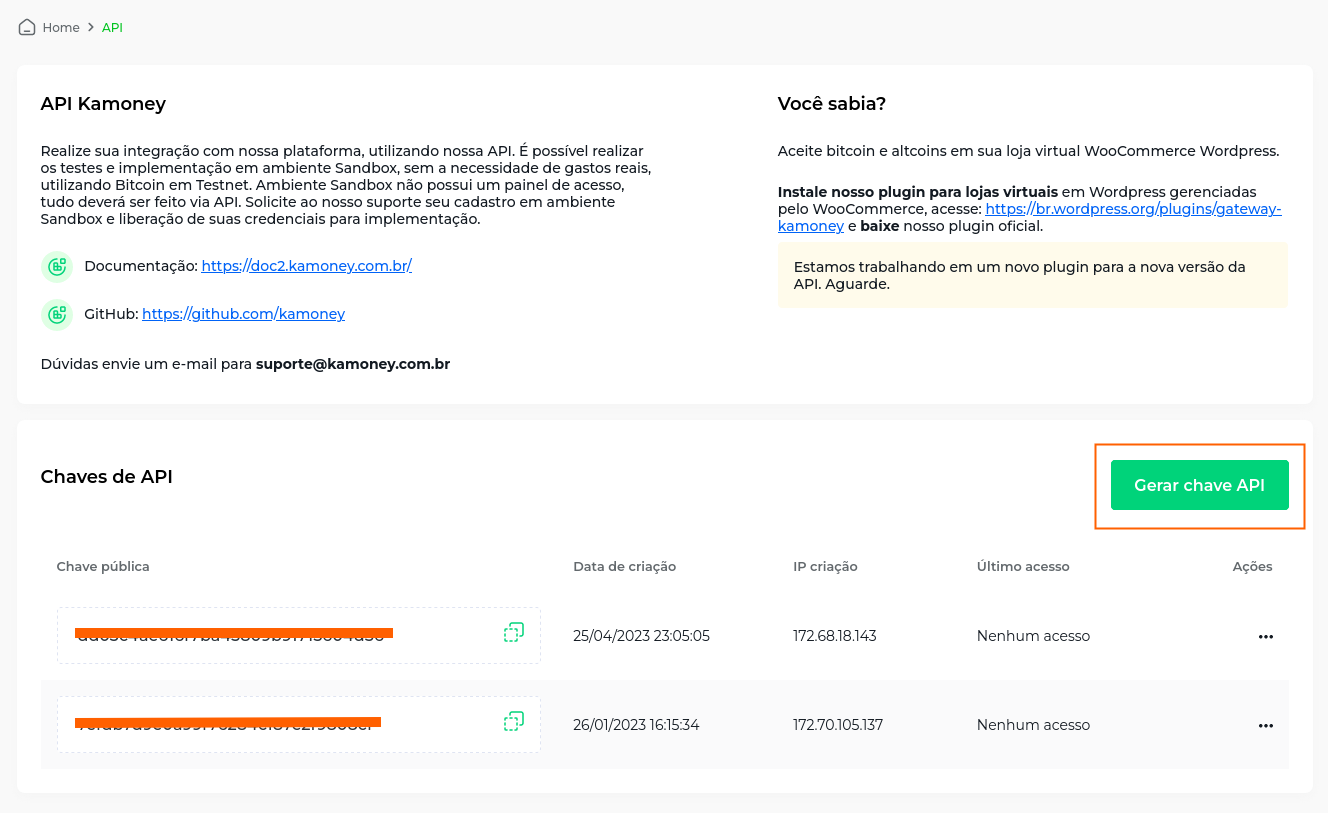 Home > API
API Kamoney
Realize sua integração com nossa plataforma, utilizando nossa API. É possível realizar
os testes e implementação em ambiente Sandbox, sem a necessidade de gastos reais,
utilizando Bitcoin em Testnet. Ambiente Sandbox não possui um painel de acesso,
tudo deverá ser feito via API. Solicite ao nosso suporte seu cadastro em ambiente
Sandbox e liberação de suas credenciais para implementação.
Documentação: https://doc2.kamoney.com.br/
GitHub: https://github.com/kamoney
Dúvidas envie um e-mail para suporte@kamoney.com.br
Você sabia?
Aceite bitcoin e altcoins em sua loja virtual WooCommerce Wordpress.
Instale nosso plugin para lojas virtuais em Wordpress gerenciadas
pelo WooCommerce, acesse: https://br.wordpress.org/plugins/gateway-
kamoney e baixe nosso plugin oficial.
Estamos trabalhando em um novo plugin para a nova versão da
API. Aguarde.
Chaves de API
Gerar chave API
Chave pública Data de criação IP criação Último acesso Ações
25/04/2023 23:05:05 172.68.18.143 Nenhum acesso
26/01/2023 16:15:34 172.70.105.137 Nenhum acesso